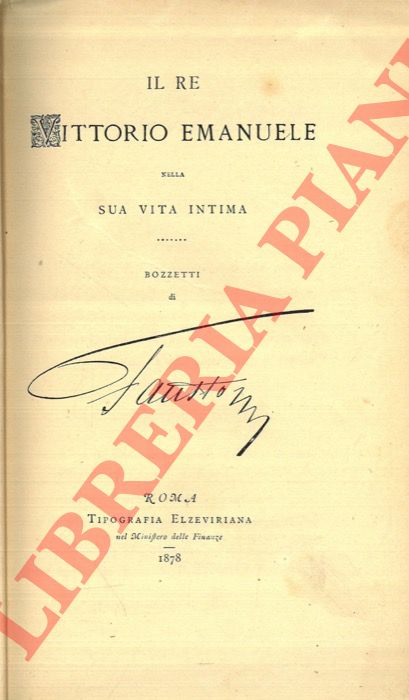 IL RE
VITTORIO EMANUELE
NELLA
SUA VITA INTIMA
BOZZETTI
di
Fausto
ROMA
TIPOGRAFIA ELZEVIRIANA
nel Ministero delle Finanze
1878
LIBRERIA PIANI